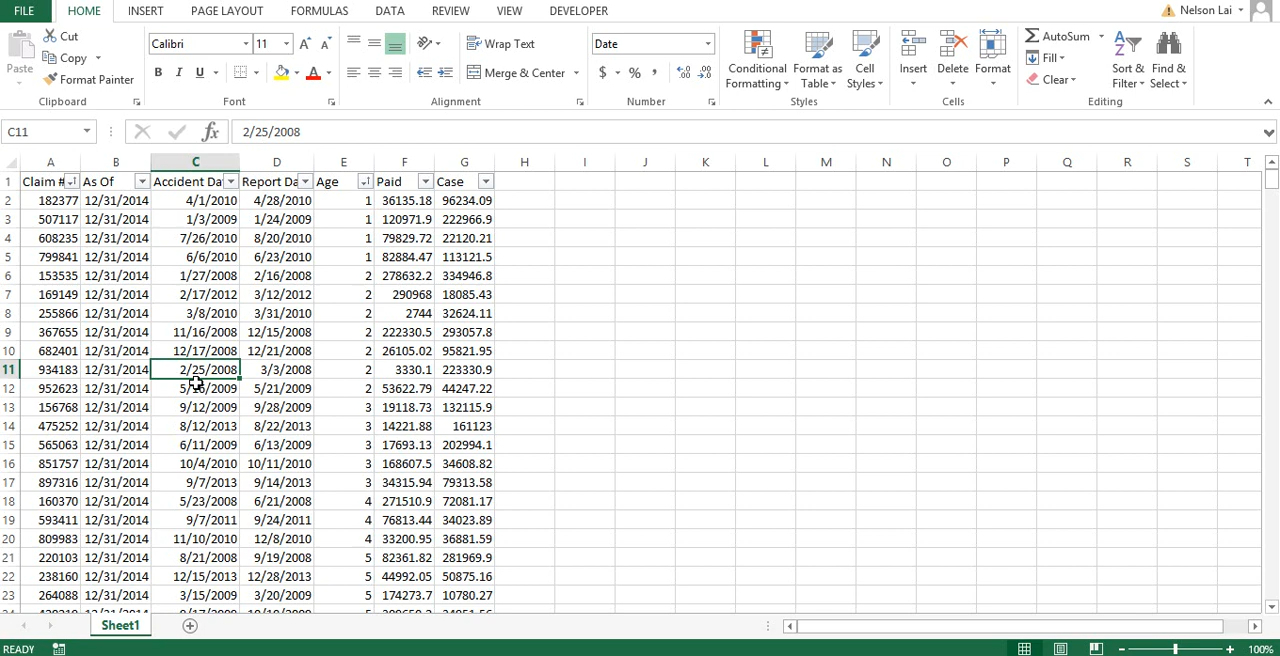 FILE HOME INSERT PAGE LAYOUT FORMULAS DATA REVIEW VIEW DEVELOPER Nelson Lai
Paste Cut Copy Format Painter
Clipboard
Calibri 11 B I U A
Font
Wrap Text
Merge & Center
Alignment
Date
$ % ,
Number
Conditional Formatting Format as Table Cell Styles
Styles
Insert Delete Format
Cells
AutoSum Fill Clear Sort & Filter Find & Select
Editing
C11 fx 2/25/2008
A B C D E F G H I J K L M N O P Q R S T
1 Claim # As Of Accident Da Report Da Age Paid Case
2 182377 12/31/2014 4/1/2010 4/28/2010 1 36135.18 96234.09
3 507117 12/31/2014 1/3/2009 1/24/2009 1 120971.9 222966.9
4 608235 12/31/2014 7/26/2010 8/20/2010 1 79829.72 22120.21
5 799841 12/31/2014 6/6/2010 6/23/2010 1 82884.47 113121.5
6 153535 12/31/2014 1/27/2008 2/16/2008 2 278632.2 334946.8
7 169149 12/31/2014 2/17/2012 3/12/2012 2 290968 18085.43
8 255866 12/31/2014 3/8/2010 3/31/2010 2 2744 32624.11
9 367655 12/31/2014 11/16/2008 12/15/2008 2 222330.5 293057.8
10 682401 12/31/2014 12/17/2008 12/21/2008 2 26105.02 95821.95
11 934183 12/31/2014 2/25/2008 3/3/2008 2 3330.1 223330.9
12 952623 12/31/2014 5/21/2009 2 53622.79 44247.22
13 156768 12/31/2014 9/12/2009 9/28/2009 3 19118.73 132115.9
14 475252 12/31/2014 8/12/2013 8/22/2013 3 14221.88 161123
15 565063 12/31/2014 6/11/2009 6/13/2009 3 17693.13 202994.1
16 851757 12/31/2014 10/4/2010 10/11/2010 3 168607.5 34608.82
17 897316 12/31/2014 9/7/2013 9/14/2013 3 34315.94 79313.58
18 160370 12/31/2014 5/23/2008 6/21/2008 4 271510.9 72081.17
19 593411 12/31/2014 9/7/2011 9/24/2011 4 76813.44 34023.89
20 809983 12/31/2014 11/10/2010 12/8/2010 4 33200.95 36881.59
21 220103 12/31/2014 8/21/2008 9/19/2008 5 82361.82 281969.9
22 238160 12/31/2014 12/15/2013 12/28/2013 5 44992.05 50875.16
23 264088 12/31/2014 3/15/2009 3/20/2009 5 174273.7 10780.27
Sheet1
READY 100%